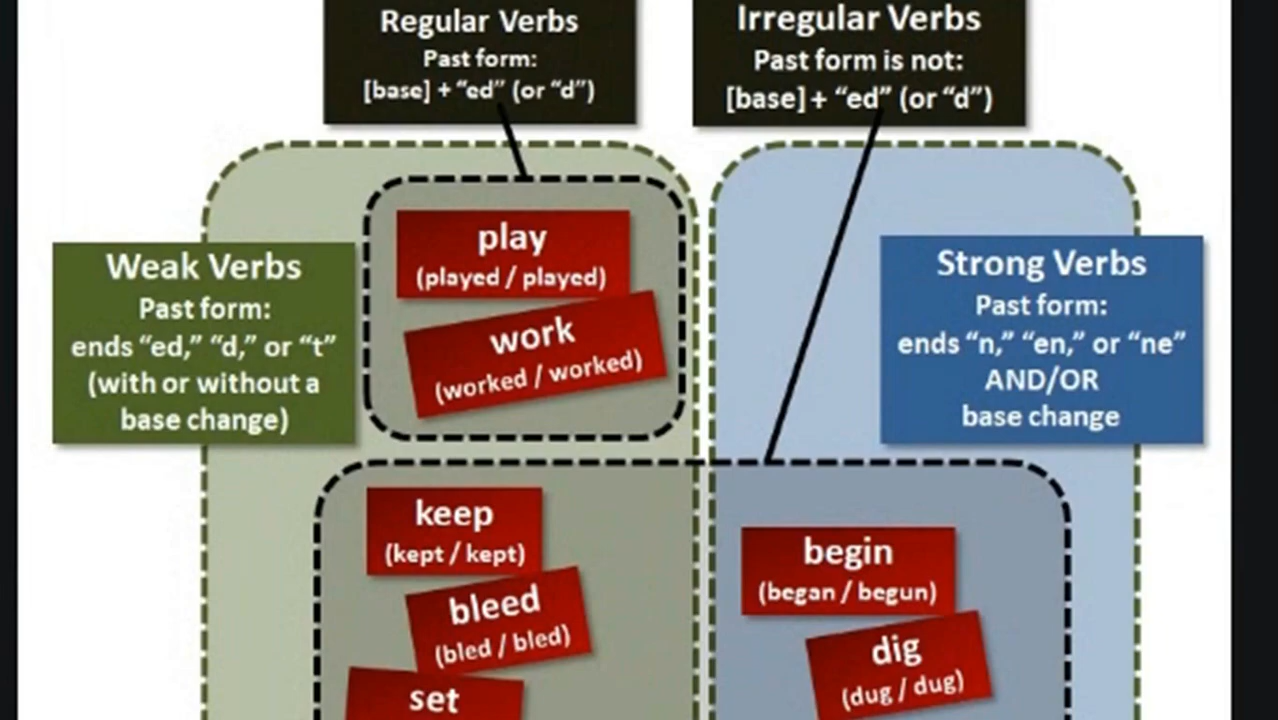 Regular Verbs
Past form:
[base] + “ed” (or “d”)
Irregular Verbs
Past form is not:
[base] + “ed” (or “d”)
Weak Verbs
Past form:
ends “ed,” “d,” or “t”
(with or without a
base change)
play
(played / played)
work
(worked / worked)
Strong Verbs
Past form:
ends “n,” “en,” or “ne”
AND/OR
base change
keep
(kept / kept)
bleed
(bled / bled)
set
begin
(began / begun)
dig
(dug / dug)